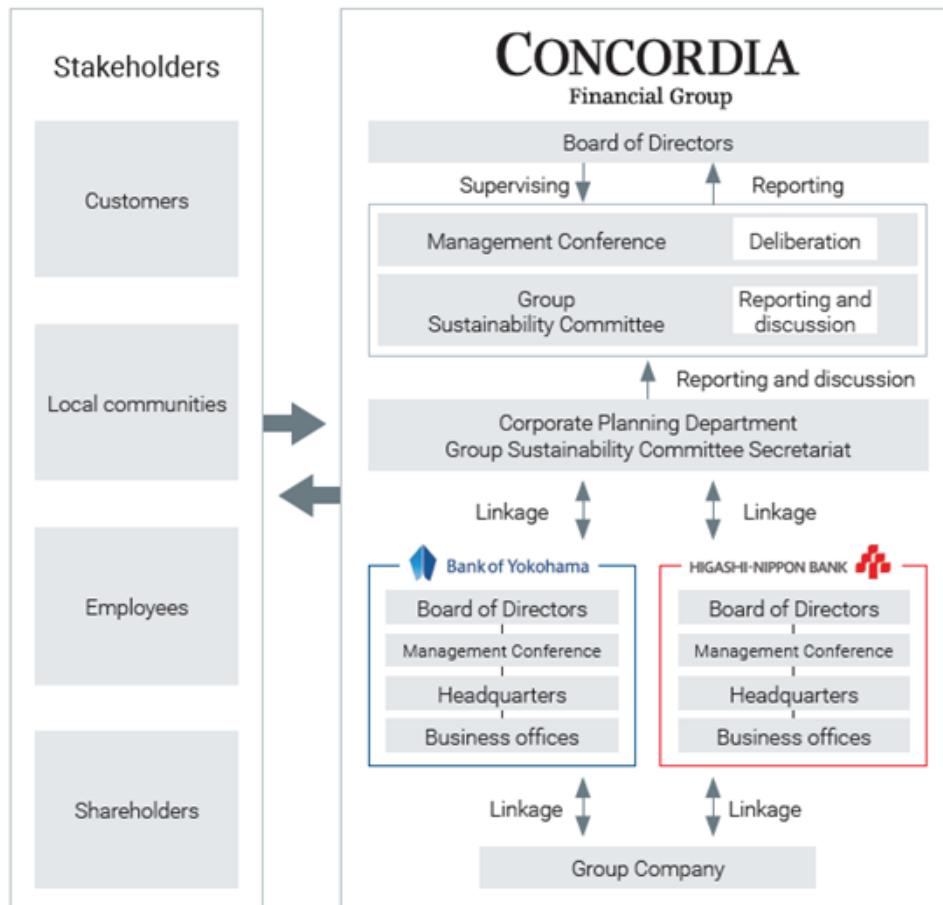 Stakeholders
Customers
Local communities
Employees
Shareholders
CONCORDIA
Financial Group
Board of Directors
Supervising
Reporting
Management Conference
Deliberation
Group
Sustainability Committee
Reporting and
discussion
Reporting and discussion
Corporate Planning Department
Group Sustainability Committee Secretariat
Linkage
Linkage
Bank of Yokohama
Board of Directors
Management Conference
Headquarters
Business offices
HIGASHI-NIPPON BANK
Board of Directors
Management Conference
Headquarters
Business offices
Linkage
Linkage
Group Company